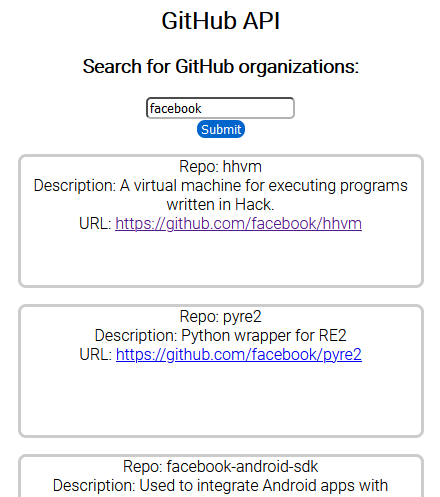 GitHub API
Search for GitHub organizations:
facebook
Submit
Repo: hhvm
Description: A virtual machine for executing programs
written in Hack.
URL: https://github.com/facebook/hhvm
Repo: pyre2
Description: Python wrapper for RE2
URL: https://github.com/facebook/pyre2
Repo: facebook-android-sdk
Description: Used to integrate Android apps with